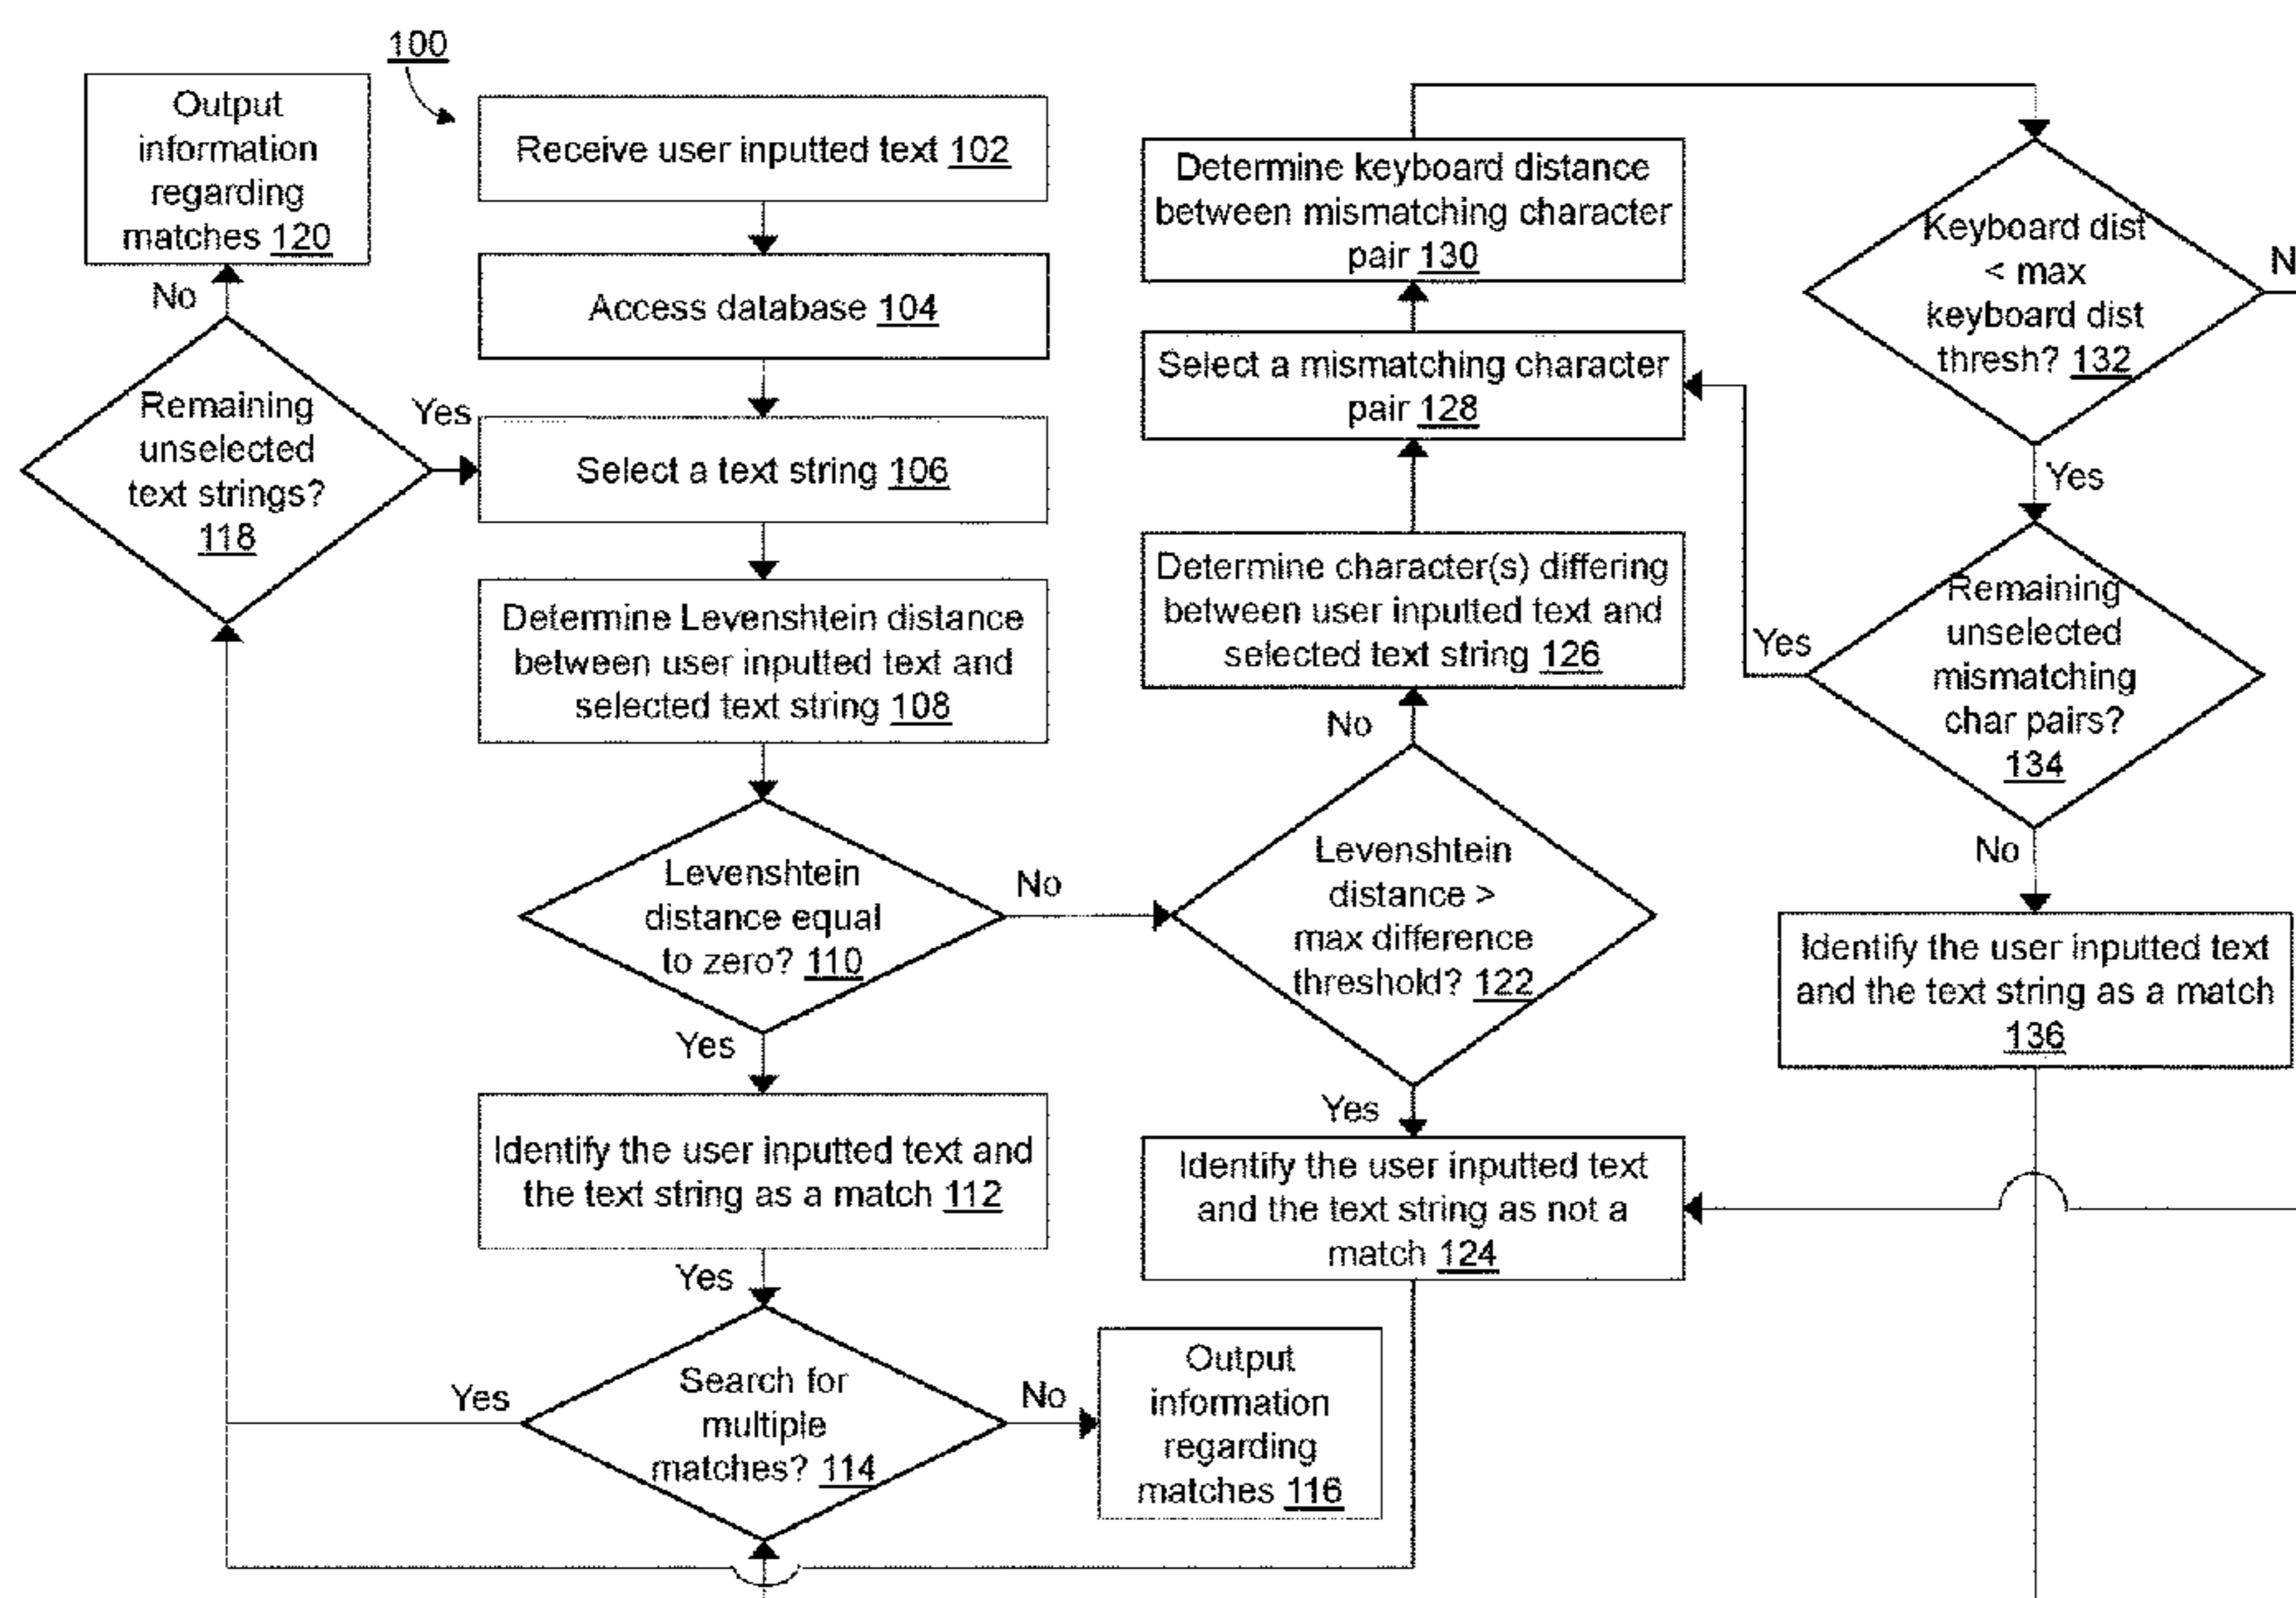 100
Output
information
regarding
matches 120
No
Remaining
unselected
text strings?
118
Yes
Receive user inputted text 102
Access database 104
Select a text string 106
Determine Levenshtein distance
between user inputted text and
selected text string 108
Levenshtein
distance equal
to zero? 110
No
Yes
Identify the user inputted text and
the text string as a match 112
Yes
Search for
multiple
matches? 114
Yes
No
Output
information
regarding
matches 116
Determine keyboard distance
between mismatching character
pair 130
Select a mismatching character
pair 128
Determine character(s) differing
between user inputted text and
selected text string 126
No
Levenshtein
distance >
max difference
threshold? 122
Yes
Identify the user inputted text
and the text string as not a
match 124
Keyboard dist
< max
keyboard dist
thresh? 132
N
Yes
Remaining
unselected
mismatching
char pairs?
134
Yes
No
Identify the user inputted text
and the text string as a match
136